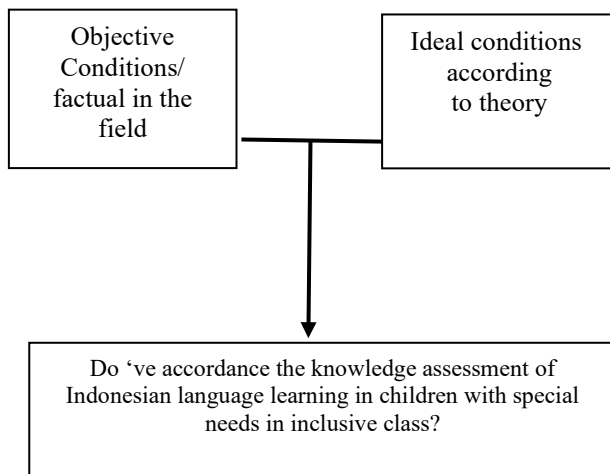 Objective
Conditions/
factual in the
field
Ideal conditions
according
to theory
Do ‘ve accordance the knowledge assessment of
Indonesian language learning in children with special
needs in inclusive class?